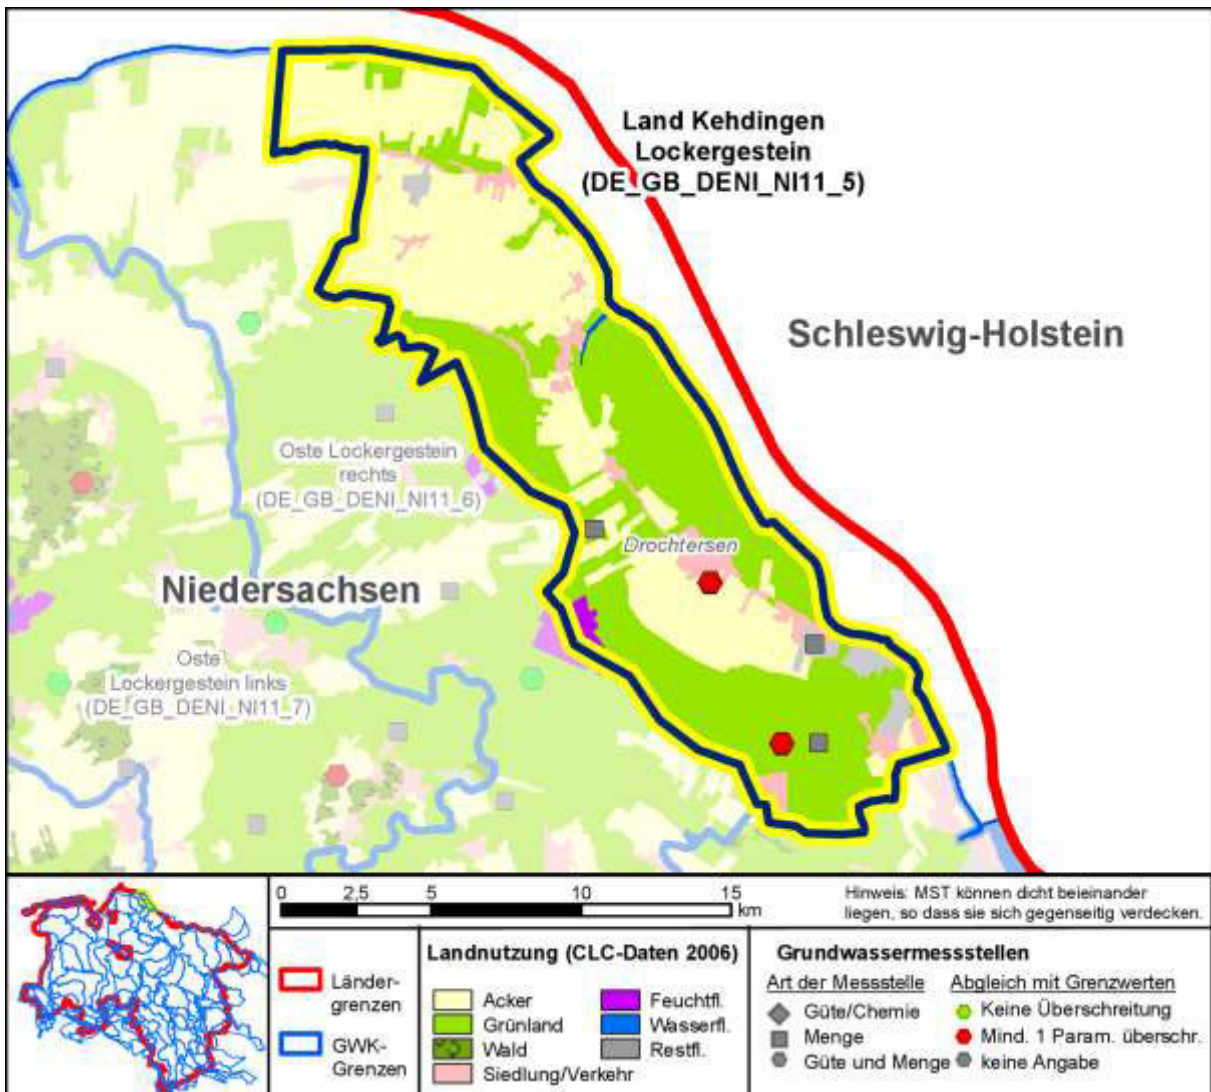 Land Kehdingen
Lockergestein
(DE_GB_DENI_NI11_5)
Schleswig-Holstein
Oste Lockergestein
rechts
(DE_GB_DENI_NI11_6)
Drochtersen
Niedersachsen
Oste
Lockergestein links
(DE_GB_DENI_NI11_7)
0 2,5 5 10 15
km
Hinweis: MST können dicht beieinander
liegen, so dass sie sich gegenseitig verdecken.
Länder-
grenzen
GWK-
Grenzen
Landnutzung (CLC-Daten 2006)
Acker
Grünland
Wald
Siedlung/Verkehr
Feuchtfl.
Wasserfl.
Restfl.
Grundwassermessstellen
Art der Messstelle
Güte/Chemie
Menge
Güte und Menge
Abgleich mit Grenzwerten
Keine Überschreitung
Mind. 1 Param. überschr.
keine Angabe